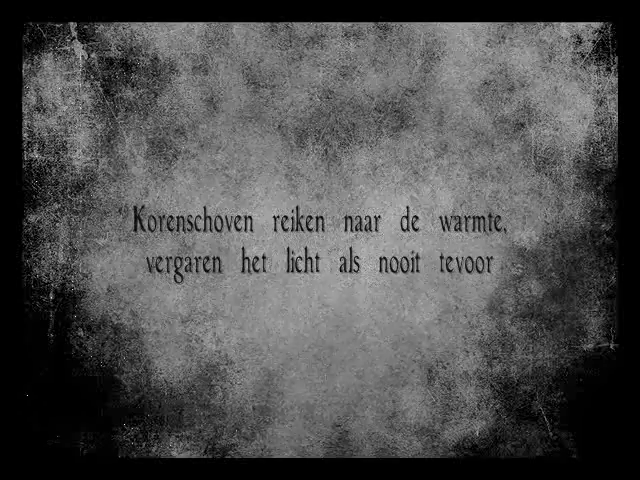 Korenschoven reiken naar de warmte,
vergaren het licht als nooit tevoor